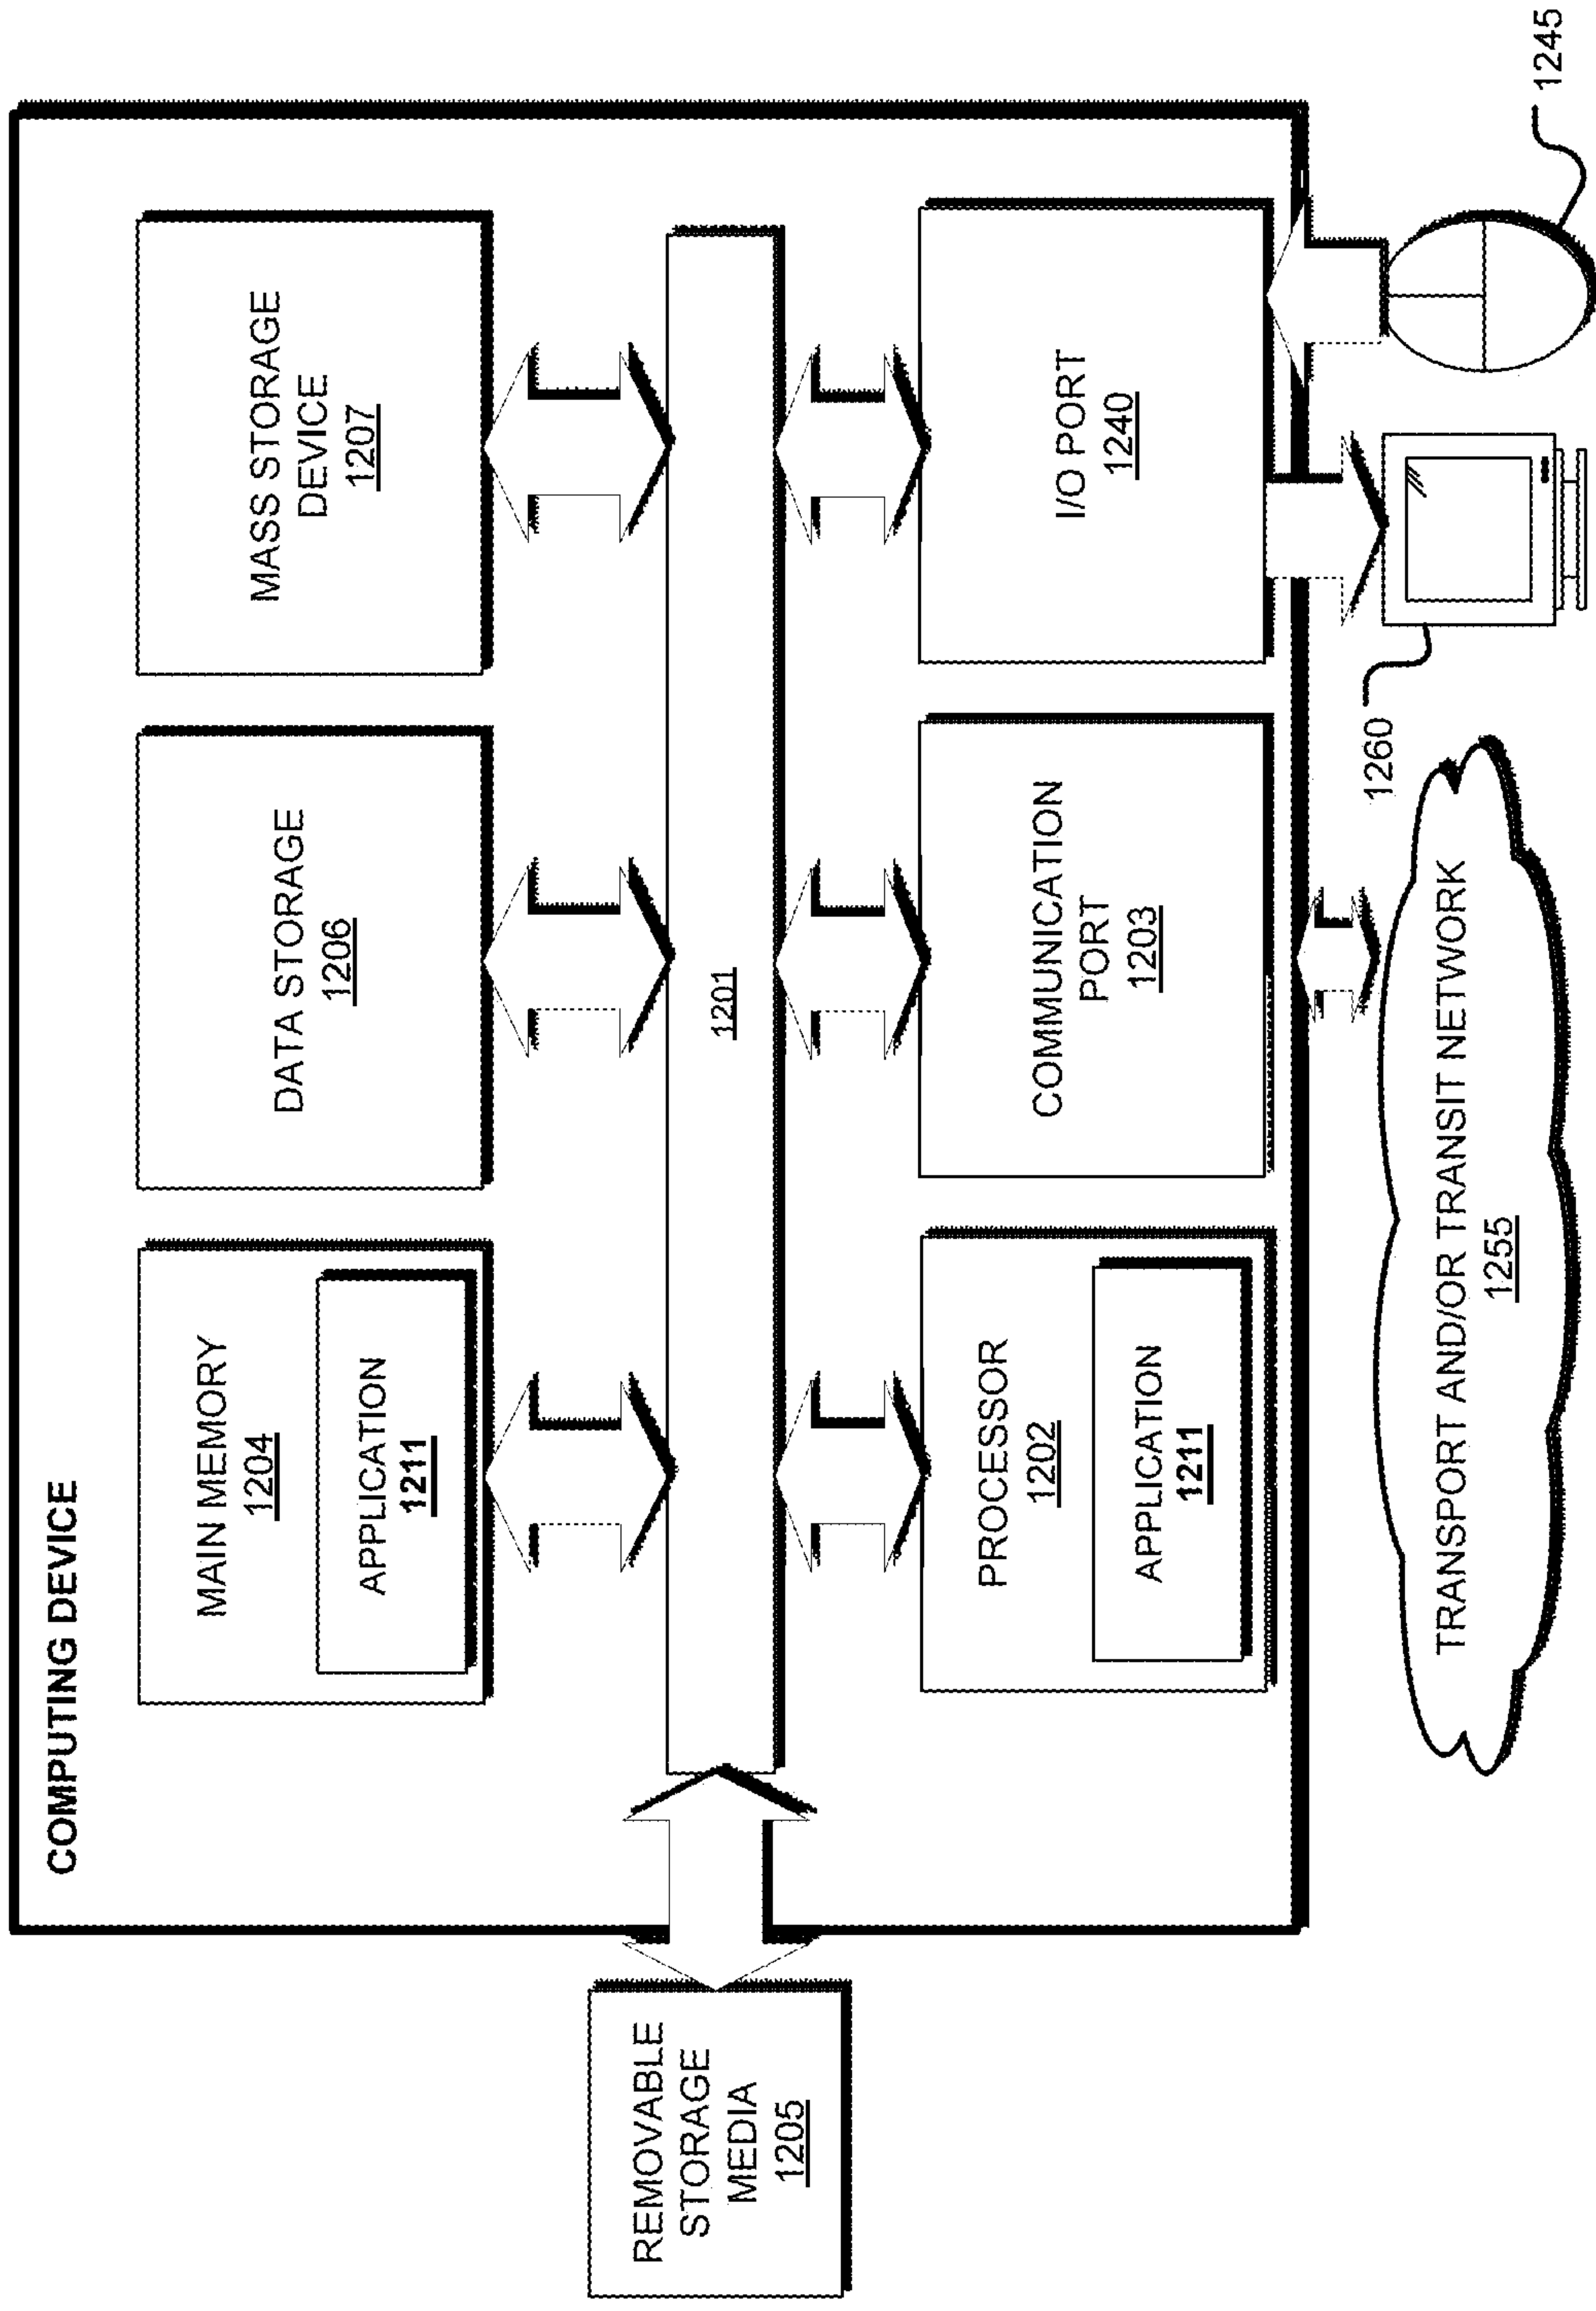 COMPUTING DEVICE
MAIN MEMORY
1204
APPLICATION
1211
DATA STORAGE
1206
MASS STORAGE
DEVICE
1207
REMOVABLE
STORAGE
MEDIA
1205
1201
PROCESSOR
1202
APPLICATION
1211
COMMUNICATION
PORT
1203
I/O PORT
1240
TRANSPORT AND/OR TRANSIT NETWORK
1255
1260
1245